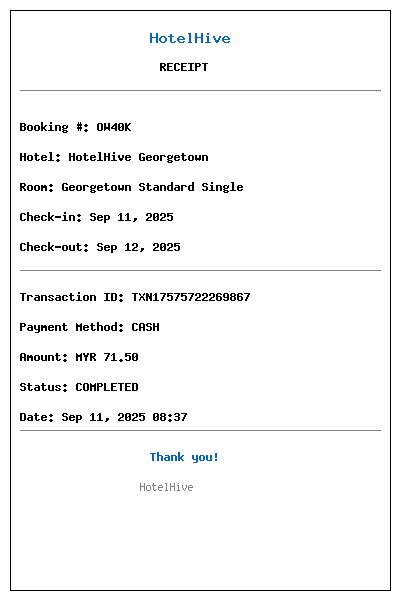 HotelHive
RECEIPT
Booking #: OW40K
Hotel: HotelHive Georgetown
Room: Georgetown Standard Single
Check-in: Sep 11, 2025
Check-out: Sep 12, 2025
Transaction ID: TXN17575722269867
Payment Method: CASH
Amount: MYR 71.50
Status: COMPLETED
Date: Sep 11, 2025 08:37
Thank you!
HotelHive